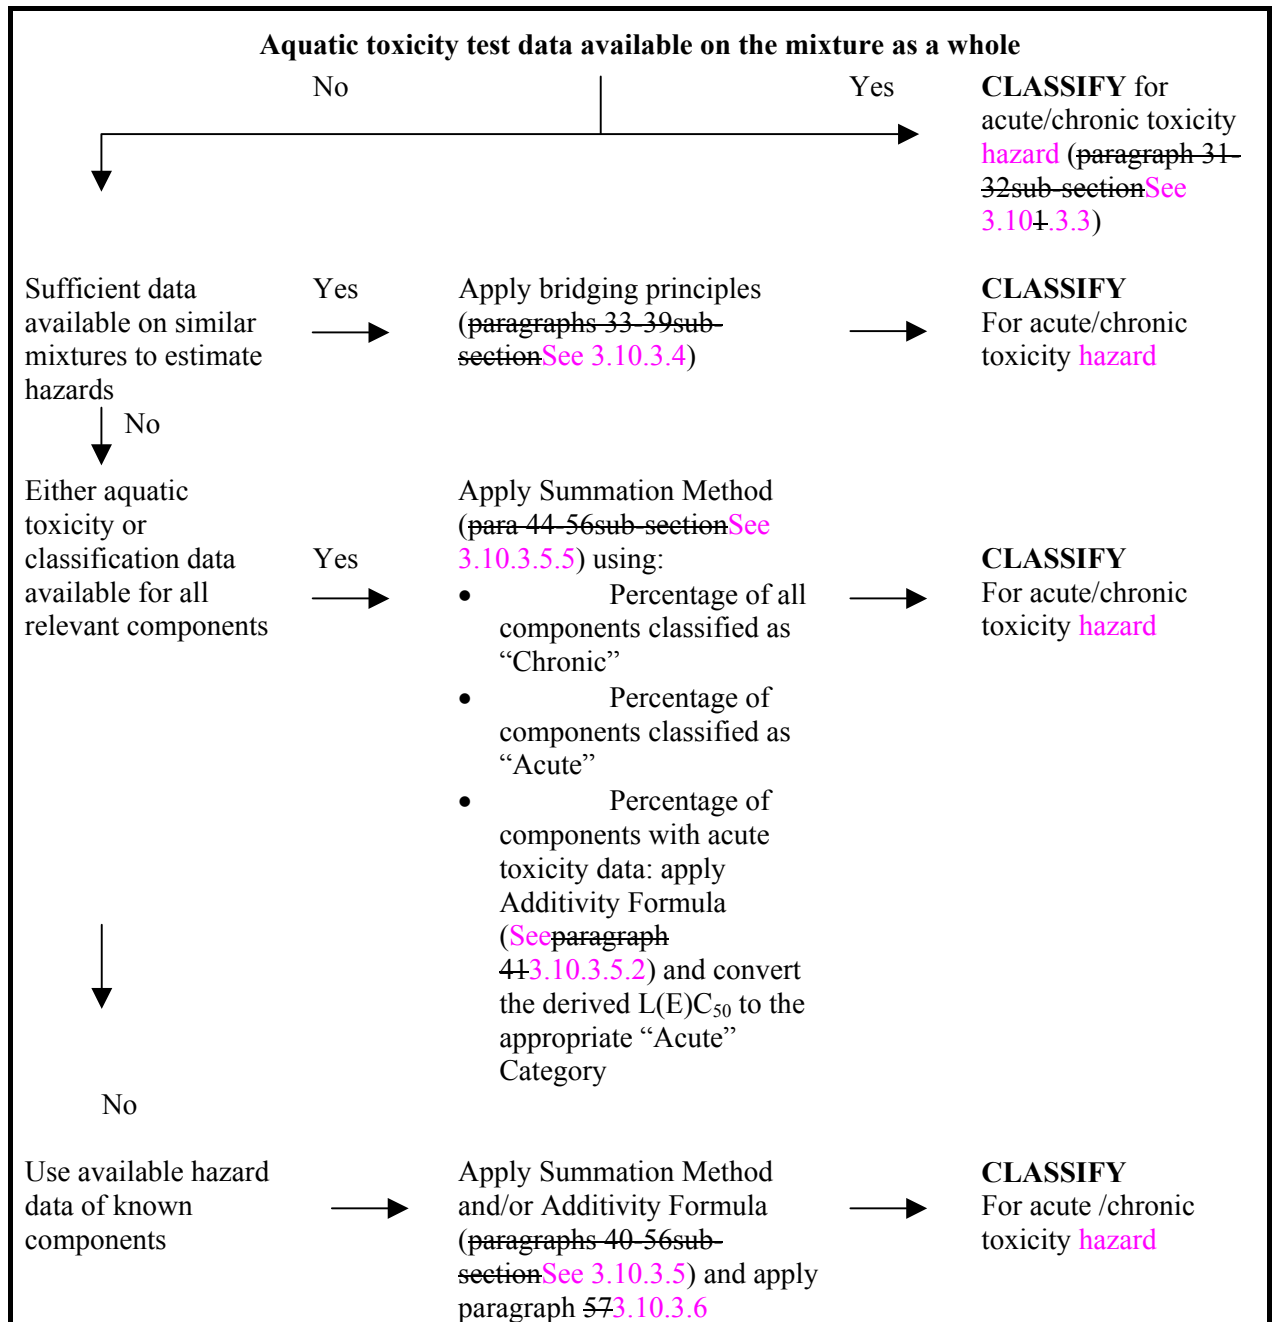 Aquatic toxicity test data available on the mixture as a whole
No
Yes
CLASSIFY for
acute/chronic toxicity
hazard (paragraph 31-
32sub-sectionSee
3.101.3.3)
Sufficient data
available on similar
mixtures to estimate
hazards
Yes
Apply bridging principles
(paragraphs 33-39sub-
sectionSee 3.10.3.4)
CLASSIFY
For acute/chronic
toxicity hazard
No
Either aquatic
toxicity or
classification data
available for all
relevant components
Yes
Apply Summation Method
(para 44-56sub-sectionSee
3.10.3.5.5) using:
• Percentage of all
components classified as
“Chronic”
• Percentage of
components classified as
“Acute”
• Percentage of
components with acute
toxicity data: apply
Additivity Formula
(Seeparagraph
413.10.3.5.2) and convert
the derived L(E)C50 to the
appropriate “Acute”
Category
CLASSIFY
For acute/chronic
toxicity hazard
No
Use available hazard
data of known
components
Apply Summation Method
and/or Additivity Formula
(paragraphs 40-56sub-
sectionSee 3.10.3.5) and apply
paragraph 573.10.3.6
CLASSIFY
For acute /chronic
toxicity hazard